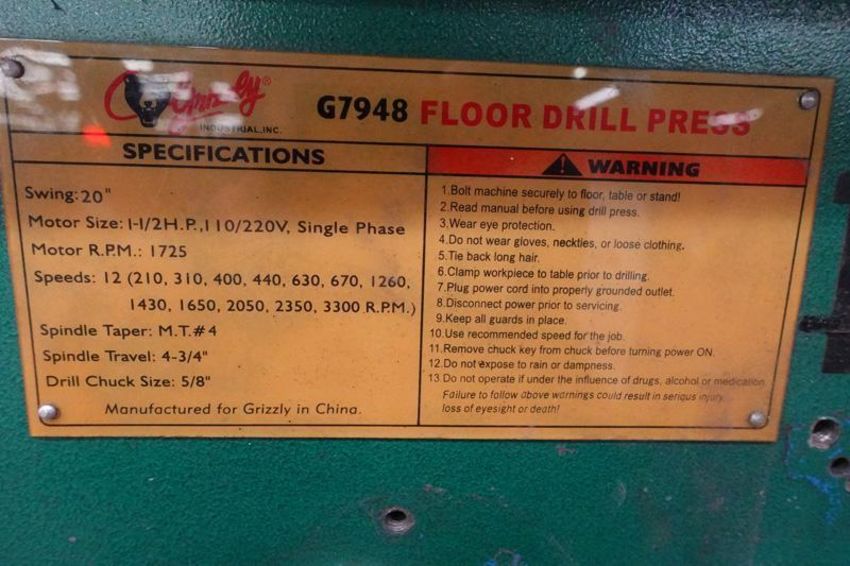 Grizzly®
INDUSTRIAL, INC.
G7948 FLOOR DRILL PRESS
SPECIFICATIONS
Swing: 20"
Motor Size: 1-1/2H.P., 110/220V, Single Phase
Motor R.P.M.: 1725
Speeds: 12 (210, 310, 400, 440, 630, 670, 1260,
1430, 1650, 2050, 2350, 3300 R.P.M.)
Spindle Taper: M.T.#4
Spindle Travel: 4-3/4"
Drill Chuck Size: 5/8"
Manufactured for Grizzly in China.
WARNING
1.Bolt machine securely to floor, table or stand!
2.Read manual before using drill press.
3.Wear eye protection.
4.Do not wear gloves, neckties, or loose clothing.
5.Tie back long hair.
6.Clamp workpiece to table prior to drilling.
7.Plug power cord into properly grounded outlet.
8.Disconnect power prior to servicing.
9.Keep all guards in place.
10.Use recommended speed for the job.
11.Remove chuck key from chuck before turning power ON.
12.Do not expose to rain or dampness.
13 Do not operate if under the influence of drugs, alcohol or medication
Failure to follow above warnings could result in serious injury,
loss of eyesight or death!